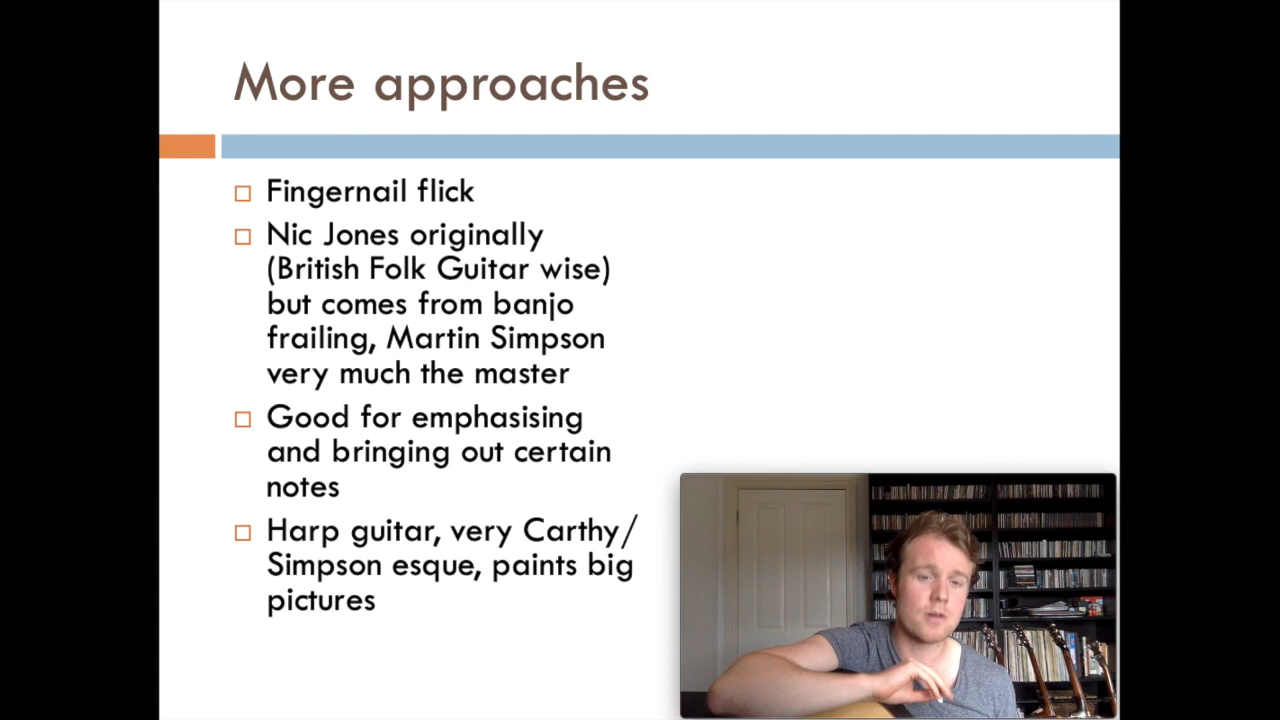 More approaches
Fingernail flick
Nic Jones originally
(British Folk Guitar wise)
but comes from banjo
frailing, Martin Simpson
very much the master
Good for emphasising
and bringing out certain
notes
Harp guitar, very Carthy/
Simpson esque, paints big
pictures